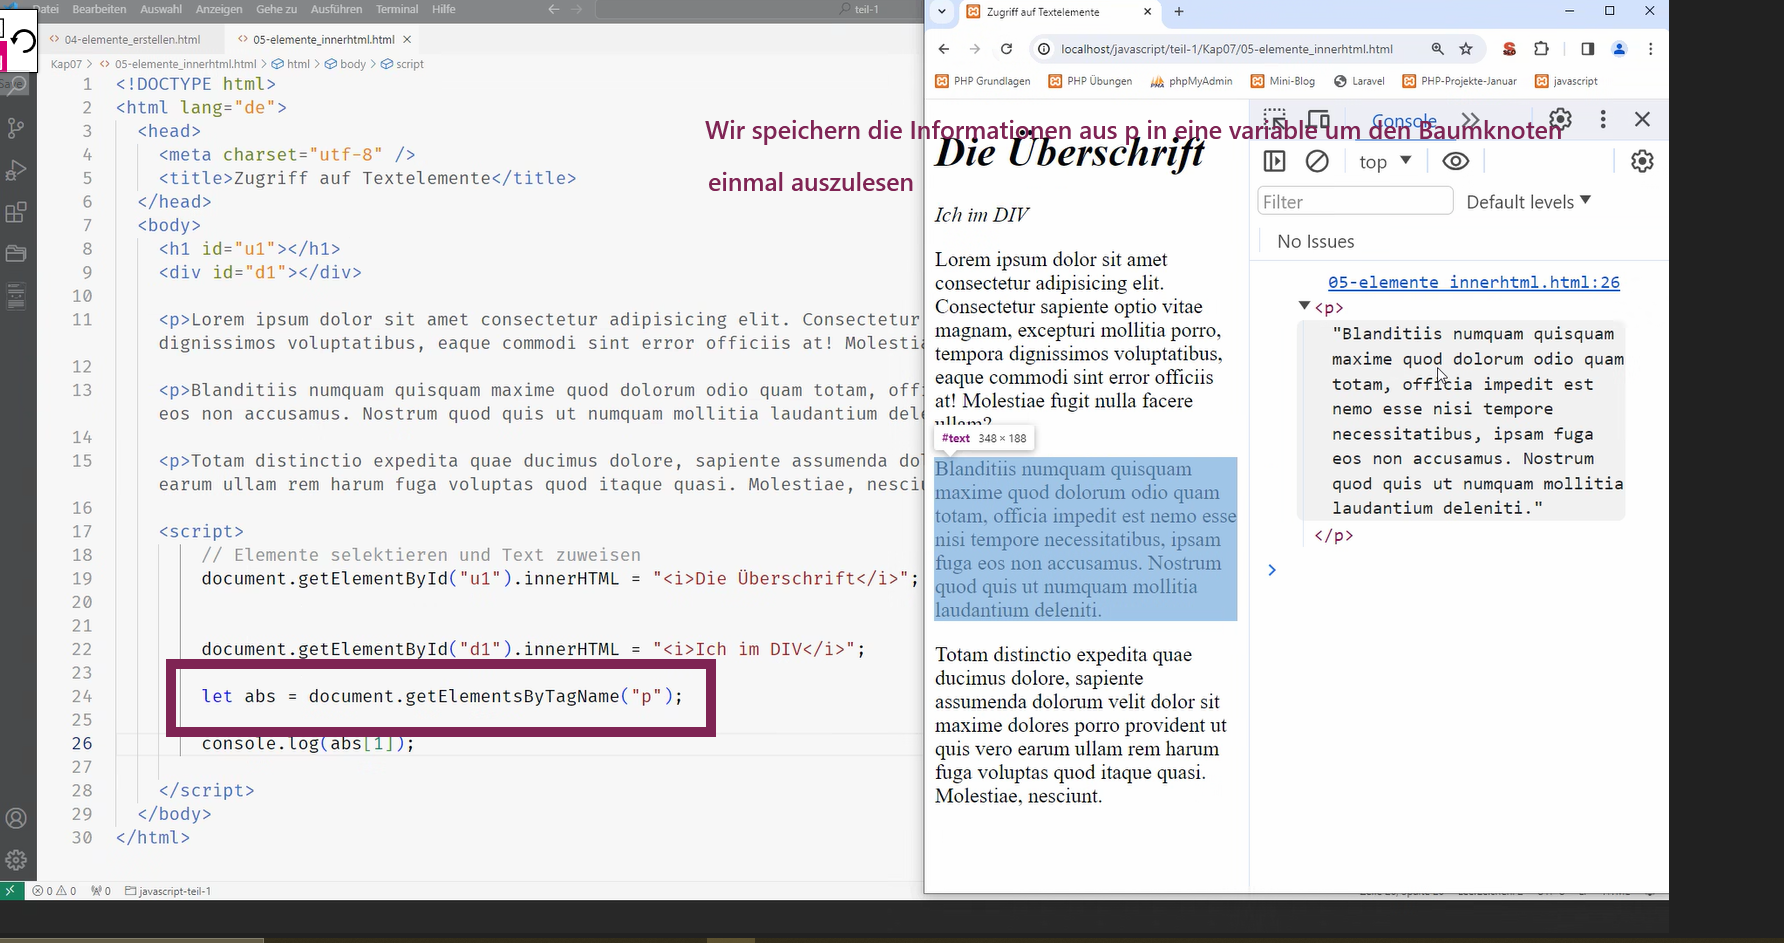 Datei Bearbeiten Auswahl Anzeigen Gehe zu Ausführen Terminal Hilfe
teil-1
04-elemente_erstellen.html
05-elemente_innerhtml.html
Kap07 > 05-elemente_innerhtml.html > html > body > script
1 <!DOCTYPE html>
2 <html lang="de">
3 <head>
4 <meta charset="utf-8" />
5 <title>Zugriff auf Textelemente</title>
6 </head>
7 <body>
8 <h1 id="u1"></h1>
9 <div id="d1"></div>
10
11 <p>Lorem ipsum dolor sit amet consectetur adipisicing elit. Consectetur
dignissimos voluptatibus, eaque commodi sint error officiis at! Molestia
12
13 <p>Blanditiis numquam quisquam maxime quod dolorum odio quam totam, off
eos non accusamus. Nostrum quod quis ut numquam mollitia laudantium dele
14
15 <p>Totam distinctio expedita quae ducimus dolore, sapiente assumenda dol
earum ullam rem harum fuga voluptas quod itaque quasi. Molestiae, nesciu
16
17 <script>
18 // Elemente selektieren und Text zuweisen
19 document.getElementById("u1").innerHTML = "<i>Die Überschrift</i>";
20
21
22 document.getElementById("d1").innerHTML = "<i>Ich im DIV</i>";
23
24 let abs = document.getElementsByTagName("p");
25
26 console.log(abs[1]);
27
28 </script>
29 </body>
30 </html>
0 0 0 javascript-teil-1
Wir speichern die Informationen aus p in eine variable um den Baumknoten
einmal auszulesen
Zugriff auf Textelemente
localhost/javascript/teil-1/Kap07/05-elemente_innerhtml.html
PHP Grundlagen PHP Übungen phpMyAdmin Mini-Blog Laravel PHP-Projekte-Januar javascript
Die Überschrift
Ich im DIV
Lorem ipsum dolor sit amet
consectetur adipisicing elit.
Consectetur sapiente optio vitae
magnam, excepturi mollitia porro,
tempora dignissimos voluptatibus,
eaque commodi sint error officiis
at! Molestiae fugit nulla facere
ullam?
#text 348 × 188
Blanditiis numquam quisquam
maxime quod dolorum odio quam
totam, officia impedit est nemo esse
nisi tempore necessitatibus, ipsam
fuga eos non accusamus. Nostrum
quod quis ut numquam mollitia
laudantium deleniti.
Totam distinctio expedita quae
ducimus dolore, sapiente
assumenda dolorum velit dolor sit
maxime dolores porro provident ut
quis vero earum ullam rem harum
fuga voluptas quod itaque quasi.
Molestiae, nesciunt.
Console
top
Filter
Default levels
No Issues
05-elemente innerhtml.html:26
<p>
"Blanditiis numquam quisquam
maxime quod dolorum odio quam
totam, officia impedit est
nemo esse nisi tempore
necessitatibus, ipsam fuga
eos non accusamus. Nostrum
quod quis ut numquam mollitia
laudantium deleniti."
</p>